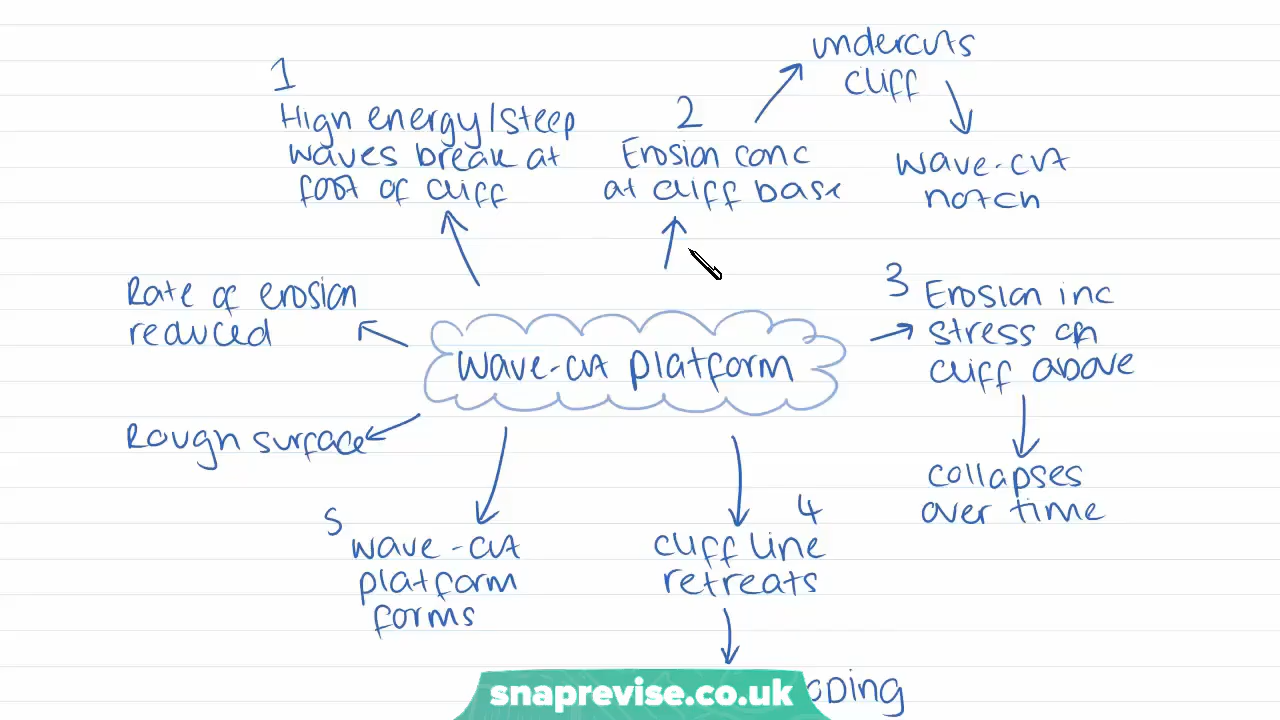 1
High energy/steep
waves break at
foot of cliff
2
Erosion conc
at cliff base
undercuts
cliff
wave-cut
notch
3
Erosion inc
stress on
cliff above
collapses
over time
4
cliff line
retreats
5
wave-cut
platform
forms
Rough surface
Rate of erosion
reduced
wave-cut platform
snaprevise.co.uk